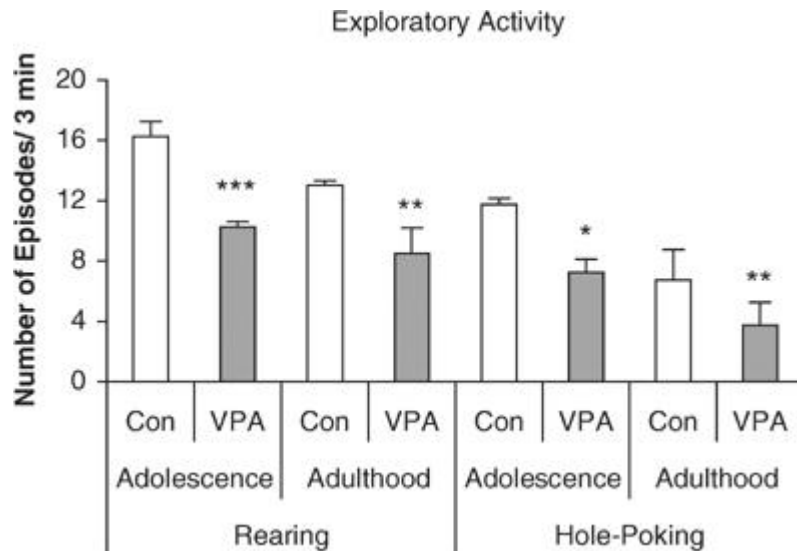 Exploratory Activity
Number of Episodes/ 3 min
20
16
12
8
4
0
***
**
*
**
Con VPA Con VPA Con VPA Con VPA
Adolescence Adulthood Adolescence Adulthood
Rearing Hole-Poking